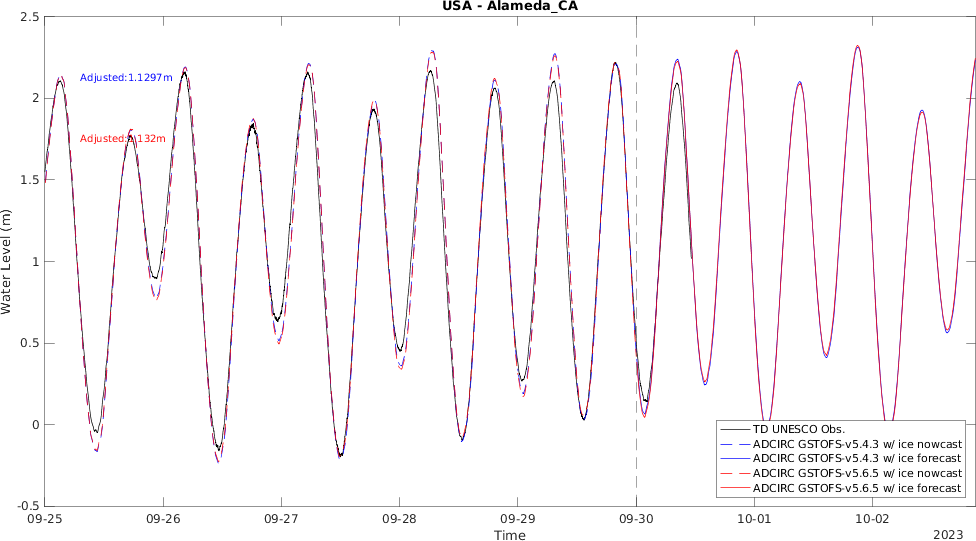 USA - Alameda_CA
2.5
2
1.5
1
0.5
0
-0.5
Water Level (m)
Adjusted:1.1297m
132m
TD UNESCO Obs.
ADCIRC GSTOFS-v5.4.3 w/ ice nowcast
ADCIRC GSTOFS-v5.4.3 w/ ice forecast
ADCIRC GSTOFS-v5.6.5 w/ ice nowcast
ADCIRC GSTOFS-v5.6.5 w/ ice forecast
09-25 09-26 09-27 09-28 09-29 09-30 10-01 10-02
Time
2023